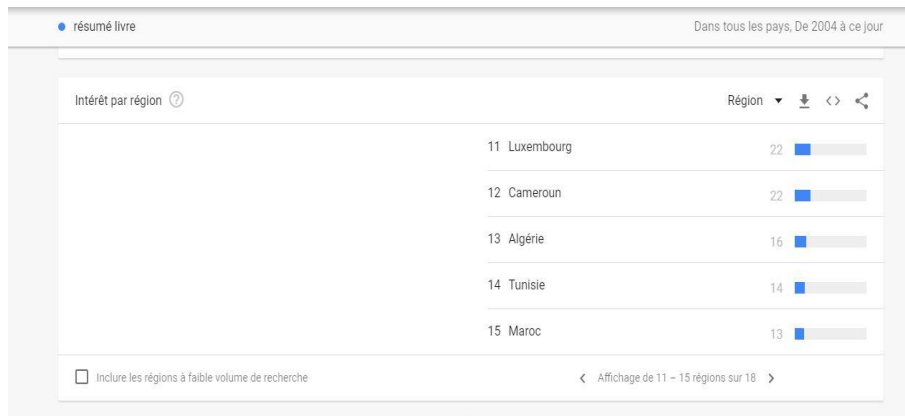 résumé livre Dans tous les pays, De 2004 à ce jour
Intérêt par région ? Région
11 Luxembourg 22
12 Cameroun 22
13 Algérie 16
14 Tunisie 14
15 Maroc 13
Inclure les régions à faible volume de recherche Affichage de 11 – 15 régions sur 18